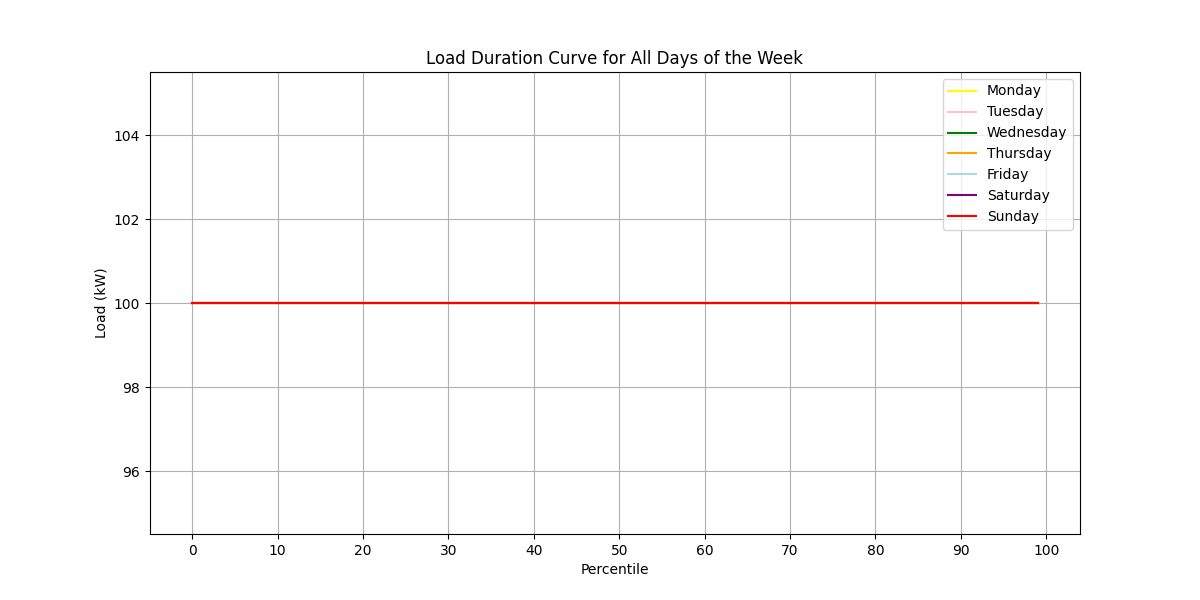 Load Duration Curve for All Days of the Week
Monday
Tuesday
Wednesday
Thursday
Friday
Saturday
Sunday
104
102
100
98
96
Load (kW)
0 10 20 30 40 50 60 70 80 90 100
Percentile